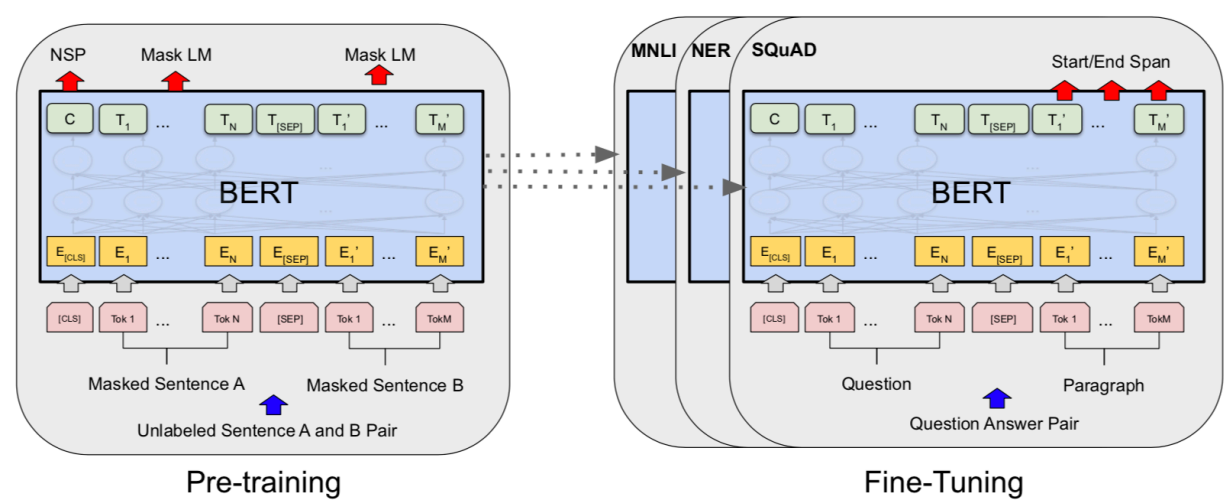 NSP Mask LM Mask LM
C T1 ... TN T[SEP] T1' ... TM'
...
BERT
...
E[CLS] E1 ... EN E[SEP] E1' ... EM'
[CLS] Tok 1 ... Tok N [SEP] Tok 1 ... TokM
Masked Sentence A Masked Sentence B
Unlabeled Sentence A and B Pair
Pre-training
MNLI NER SQuAD
Start/End Span
C T1 ... TN T[SEP] T1' ... TM'
...
BERT
...
E[CLS] E1 ... EN E[SEP] E1' ... EM'
[CLS] Tok 1 ... Tok N [SEP] Tok 1 ... TokM
Question Paragraph
Question Answer Pair
Fine-Tuning